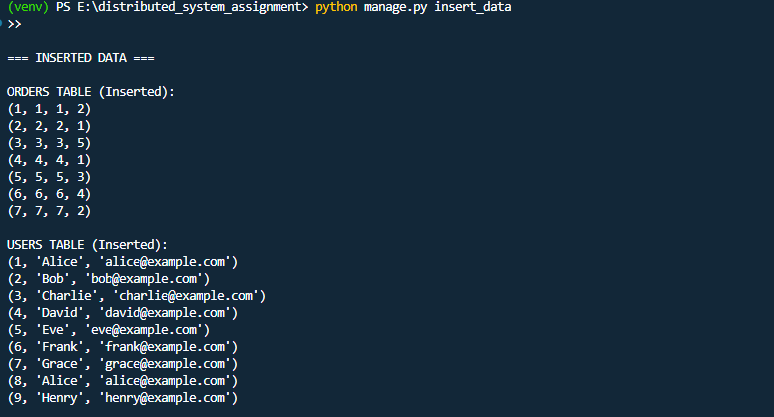 (venv) PS E:\distributed_system_assignment> python manage.py insert_data
>>
=== INSERTED DATA ===
ORDERS TABLE (Inserted):
(1, 1, 1, 2)
(2, 2, 2, 1)
(3, 3, 3, 5)
(4, 4, 4, 1)
(5, 5, 5, 3)
(6, 6, 6, 4)
(7, 7, 7, 2)
USERS TABLE (Inserted):
(1, 'Alice', 'alice@example.com')
(2, 'Bob', 'bob@example.com')
(3, 'Charlie', 'charlie@example.com')
(4, 'David', 'david@example.com')
(5, 'Eve', 'eve@example.com')
(6, 'Frank', 'frank@example.com')
(7, 'Grace', 'grace@example.com')
(8, 'Alice', 'alice@example.com')
(9, 'Henry', 'henry@example.com')